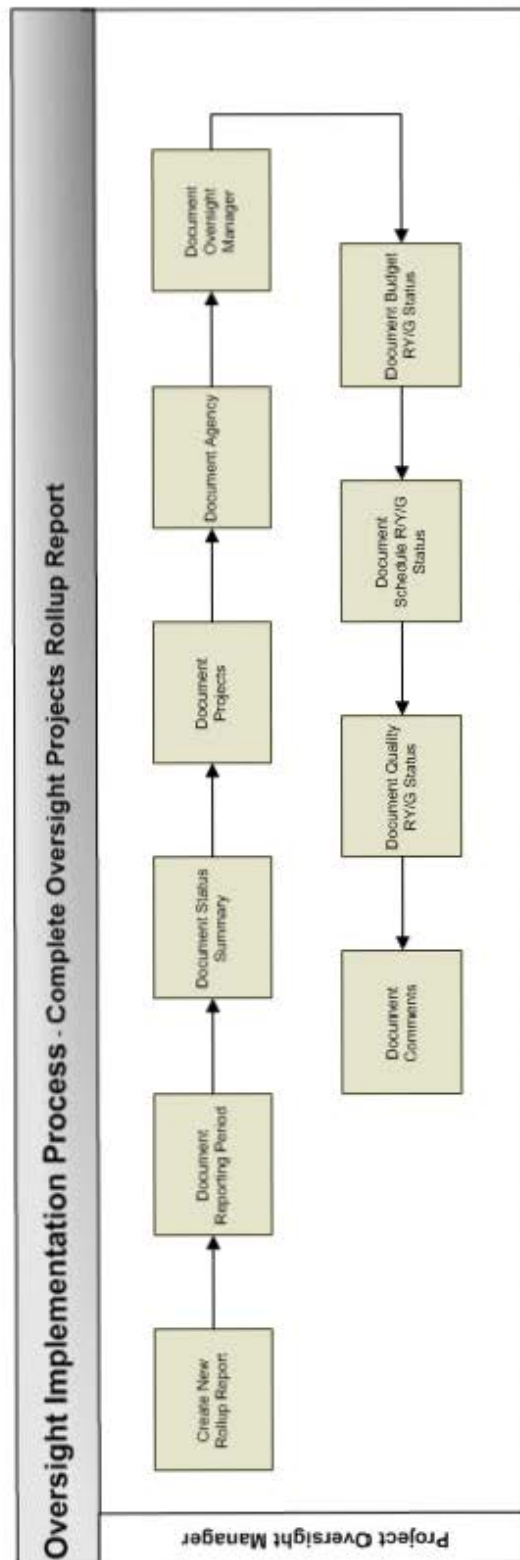 Oversight Implementation Process - Complete Oversight Projects Rollup Report
Project Oversight Manager
Create New
Rollup Report
Document
Reporting Period
Document Status
Summary
Document
Projects
Document Agency
Document
Oversight
Manager
Document Budget
RY/G Status
Document
Schedule R/Y/G
Status
Document Quality
RY/G Status
Document
Comments